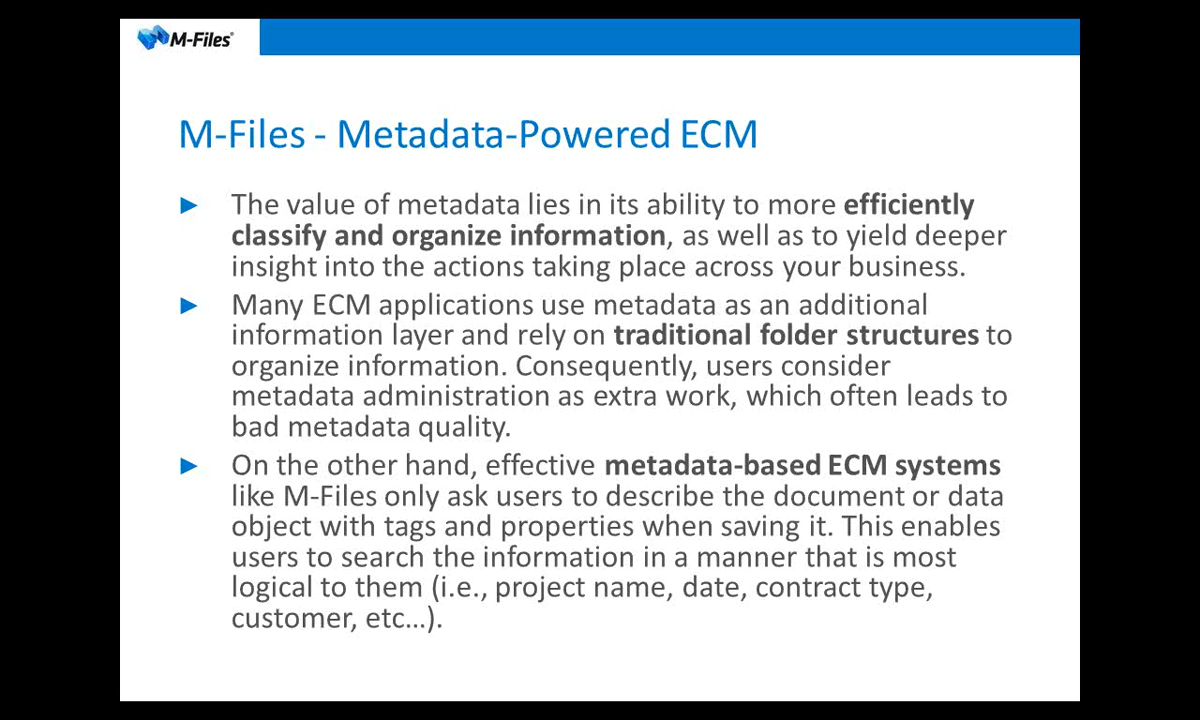 M-Files®
M-Files - Metadata-Powered ECM
► The value of metadata lies in its ability to more efficiently
classify and organize information, as well as to yield deeper
insight into the actions taking place across your business.
► Many ECM applications use metadata as an additional
information layer and rely on traditional folder structures to
organize information. Consequently, users consider
metadata administration as extra work, which often leads to
bad metadata quality.
► On the other hand, effective metadata-based ECM systems
like M-Files only ask users to describe the document or data
object with tags and properties when saving it. This enables
users to search the information in a manner that is most
logical to them (i.e., project name, date, contract type,
customer, etc...).